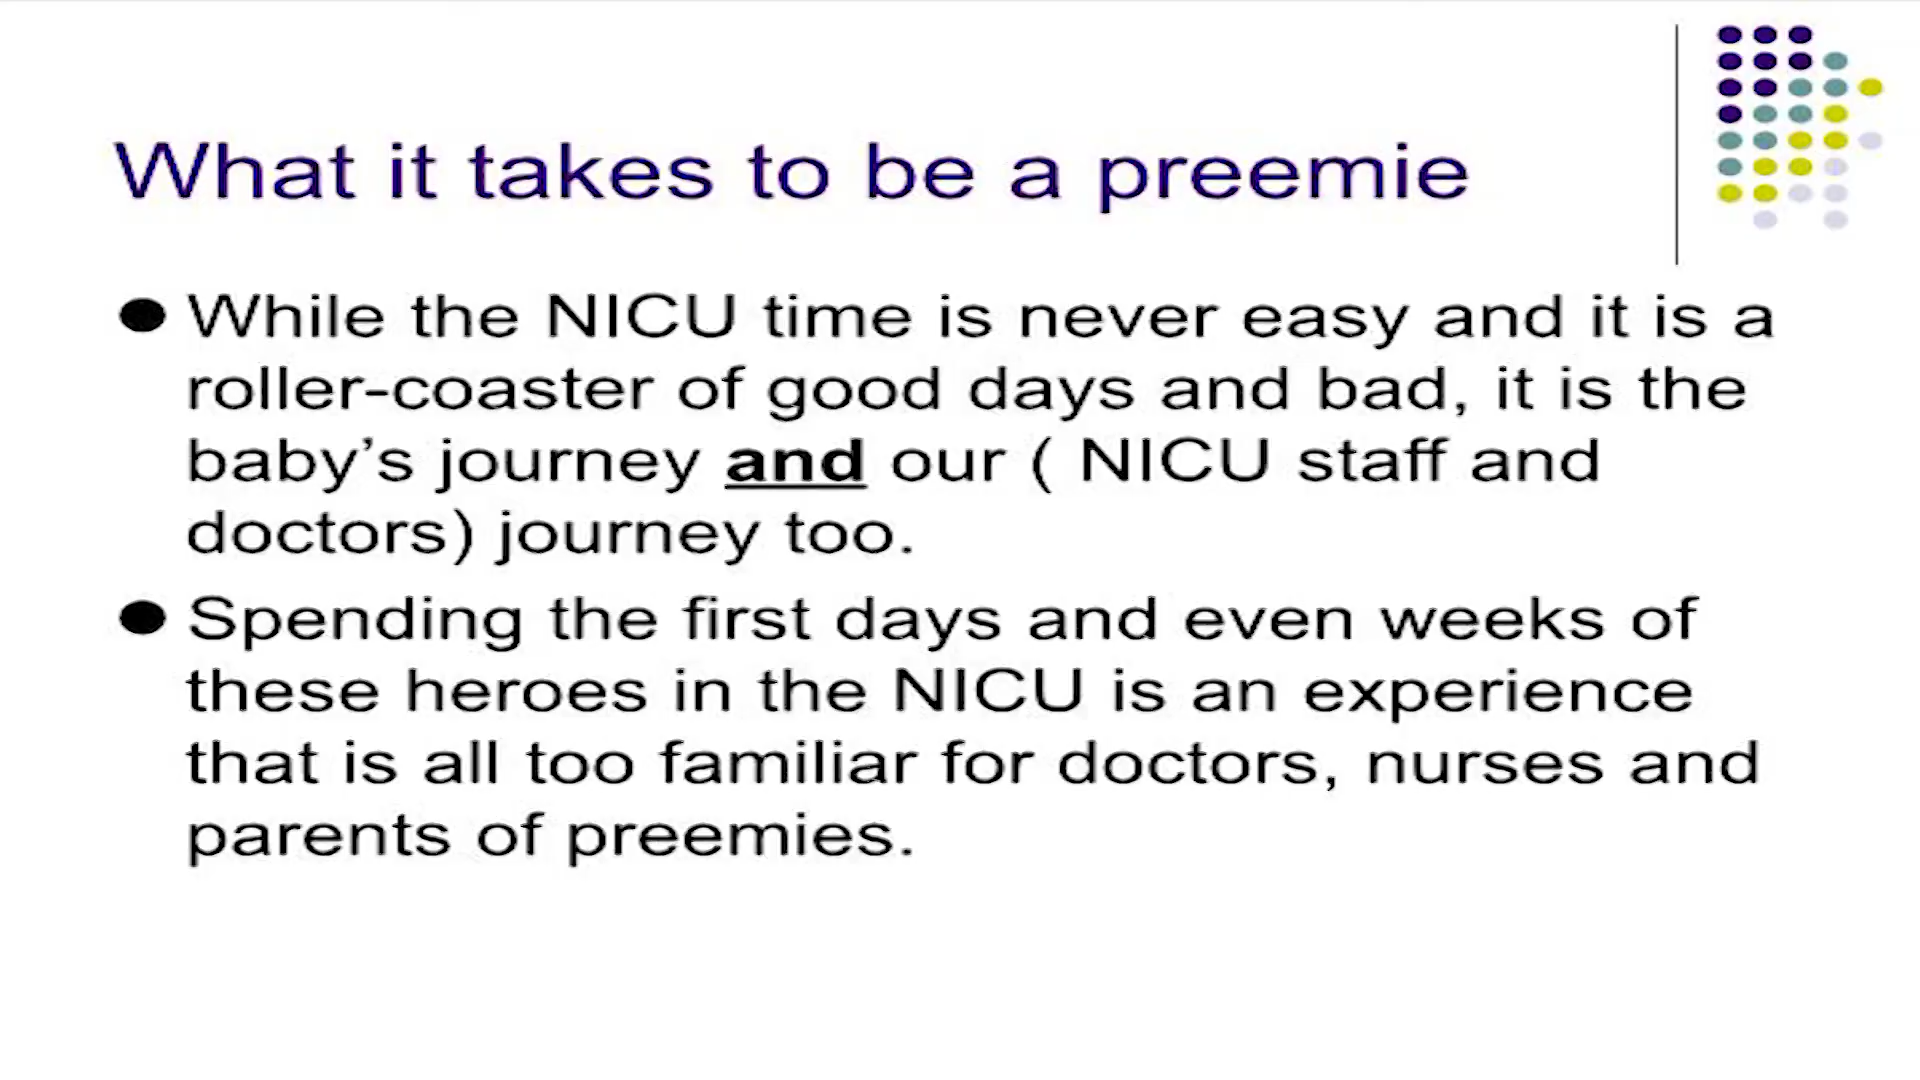 What it takes to be a preemie
● While the NICU time is never easy and it is a
roller-coaster of good days and bad, it is the
baby’s journey and our ( NICU staff and
doctors) journey too.
● Spending the first days and even weeks of
these heroes in the NICU is an experience
that is all too familiar for doctors, nurses and
parents of preemies.